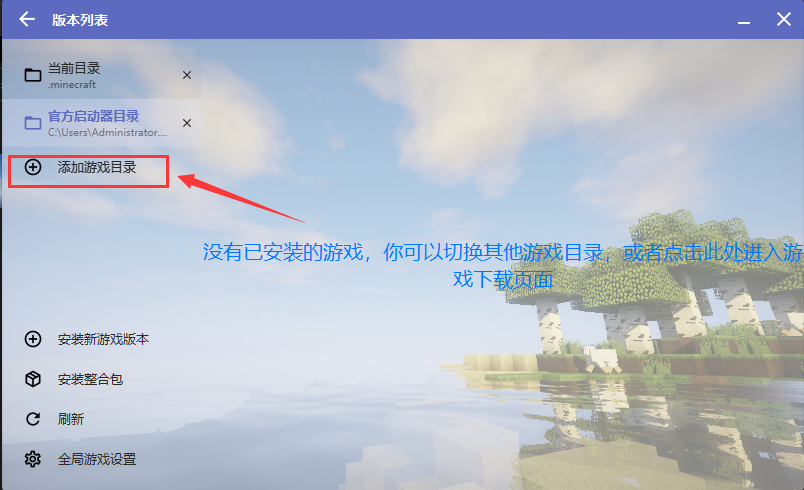 版本列表
当前目录
.minecraft
官方启动器目录
C:\Users\Administrator....
添加游戏目录
没有已安装的游戏，你可以切换其他游戏目录，或者点击此处进入游
戏下载页面
安装新游戏版本
安装整合包
刷新
全局游戏设置